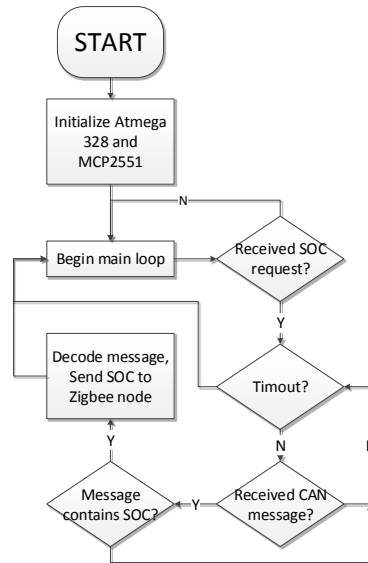 START
Initialize Atmega
328 and
MCP2551
N
Begin main loop
Received SOC
request?
Y
Decode message,
Send SOC to
Zigbee node
Timout?
Y
N
Message
contains SOC?
Y
Received CAN
message?